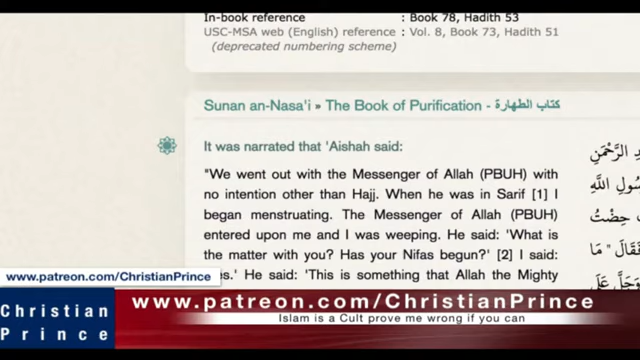 In-book reference : Book 78, Hadith 53
USC-MSA web (English) reference : Vol. 8, Book 73, Hadith 51
(deprecated numbering scheme)
Sunan an-Nasa'i » The Book of Purification - كتاب الطهارة
It was narrated that 'Aishah said:
"We went out with the Messenger of Allah (PBUH) with
no intention other than Hajj. When he was in Sarif [1] I
began menstruating. The Messenger of Allah (PBUH)
entered upon me and I was weeping. He said: 'What is
the matter with you? Has your Nifas begun?' [2] I said:
He said: 'This is something that Allah the Mighty
الرَّحْمَنِ
اللَّهِ
حِضْتُ
فَقَالَ " مَا
عَلَى
www.patreon.com/ChristianPrince
www.patreon.com/ChristianPrince
Christian
Prince
Islam is a Cult prove me wrong if you can